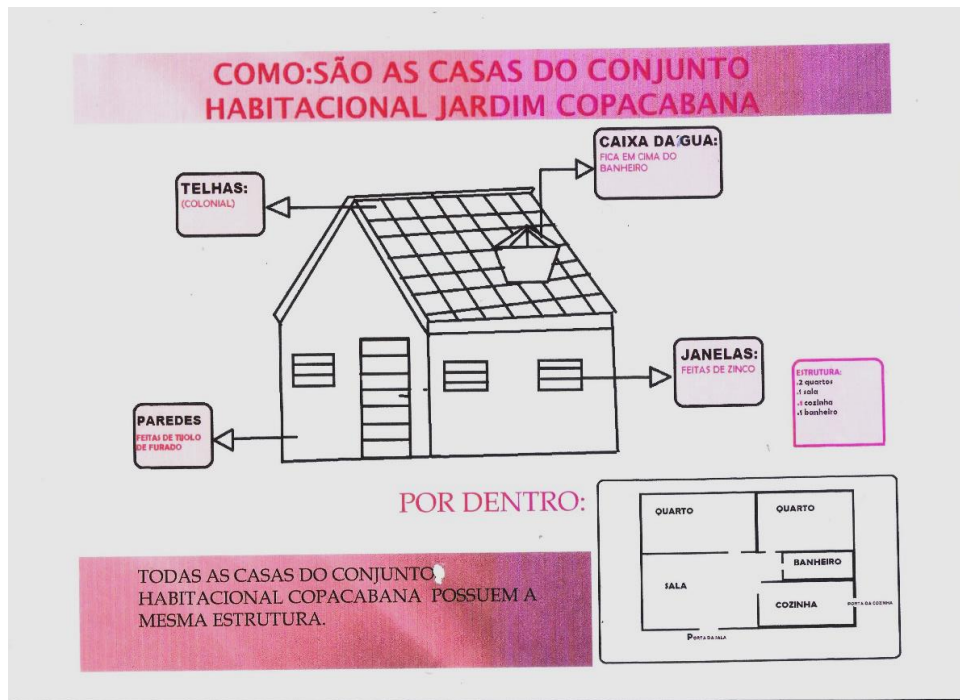 COMO:SÃO AS CASAS DO CONJUNTO
HABITACIONAL JARDIM COPACABANA
CAIXA DA'GUA:
FICA EM CIMA DO
BANHEIRO
TELHAS:
(COLONIAL)
JANELAS:
FEITAS DE ZINCO
ESTRUTURA:
.2 quartos
.1 sala
.1 cozinha
.1 banheiro
PAREDES
FEITAS DE TIJOLO
DE FURADO
POR DENTRO:
QUARTO
QUARTO
BANHEIRO
SALA
COZINHA
PORTA DA COZINHA
PORTA DA SALA
TODAS AS CASAS DO CONJUNTO
HABITACIONAL COPACABANA POSSUEM A
MESMA ESTRUTURA.